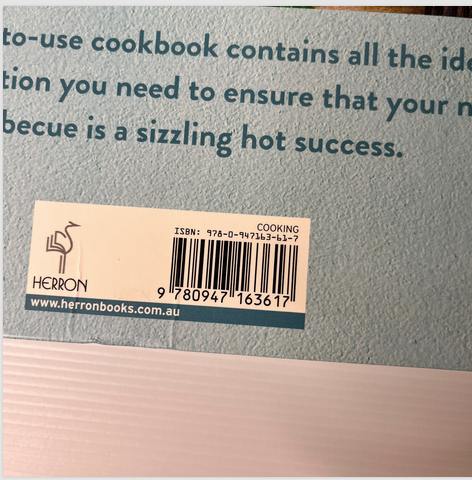 to-use cookbook contains all the ide
tion you need to ensure that your n
becue is a sizzling hot success.
COOKING
ISBN: 978-0-947163-61-7
HERRON
9 780947 163617
www.herronbooks.com.au